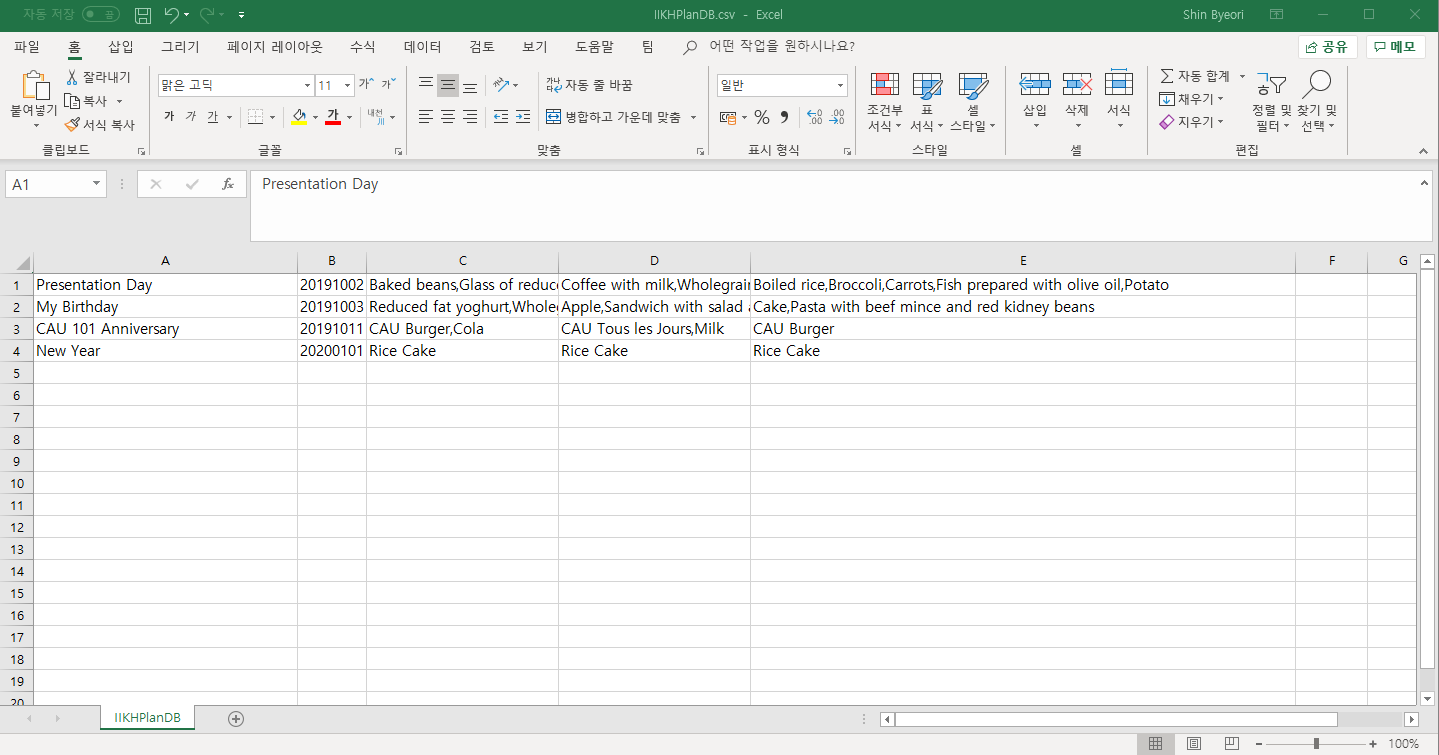 자동 저장 끔 IIKHPlanDB.csv - Excel Shin Byeori
파일 홈 삽입 그리기 페이지 레이아웃 수식 데이터 검토 보기 도움말 팀 어떤 작업을 원하시나요? 공유 메모
붙여넣기 잘라내기 복사 서식 복사 클립보드
맑은 고딕 11 가 가 가 가 가 가 내천 글꼴
자동 줄 바꿈 병합하고 가운데 맞춤 맞춤
일반 % 표시 형식
조건부 서식 표 서식 셀 스타일 스타일
삽입 삭제 서식 셀
자동 합계 채우기 지우기 정렬 및 필터 찾기 및 선택 편집
A1 fx Presentation Day
A B C D E F G
1 Presentation Day 20191002 Baked beans,Glass of reduc Coffee with milk,Wholegrain Boiled rice,Broccoli,Carrots,Fish prepared with olive oil,Potato
2 My Birthday 20191003 Reduced fat yoghurt,Whole Apple,Sandwich with salad Cake,Pasta with beef mince and red kidney beans
3 CAU 101 Anniversary 20191011 CAU Burger,Cola CAU Tous les Jours,Milk CAU Burger
4 New Year 20200101 Rice Cake Rice Cake Rice Cake
5
6
7
8
9
10
11
12
13
14
15
16
17
18
19
20
IIKHPlanDB
100%